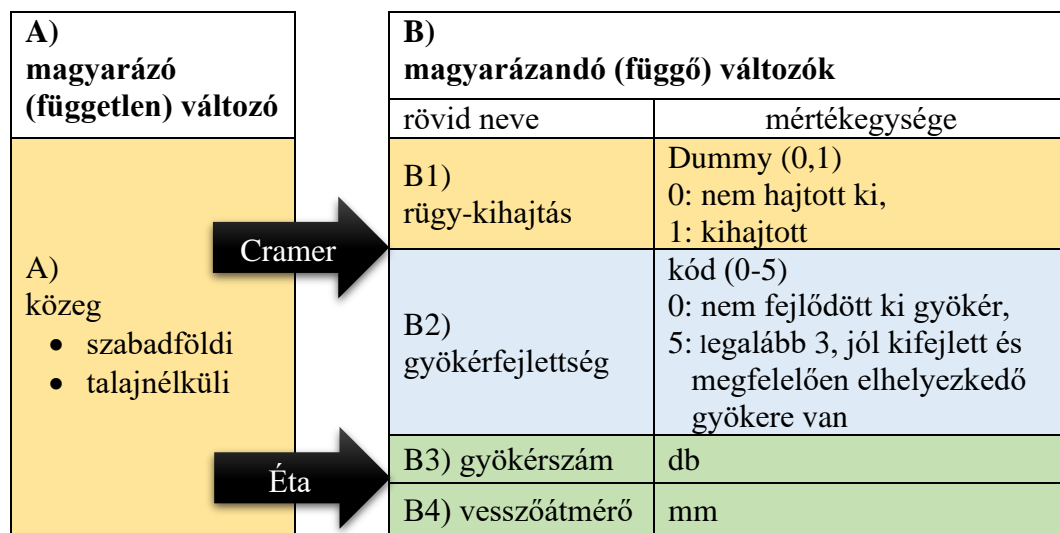 A)
magyarázó
(független) változó
B)
magyarázandó (függő) változók
rövid neve
mértékegysége
A)
közeg
• szabadföldi
• talajnélküli
Cramer
Éta
B1)
rügy-kihajtás
Dummy (0,1)
0: nem hajtott ki,
1: kihajtott
B2)
gyökérfejlettség
kód (0-5)
0: nem fejlődött ki gyökér,
5: legalább 3, jól kifejlett és
megfelelően elhelyezkedő
gyökere van
B3) gyökérszám
db
B4) vesszőátmérő
mm